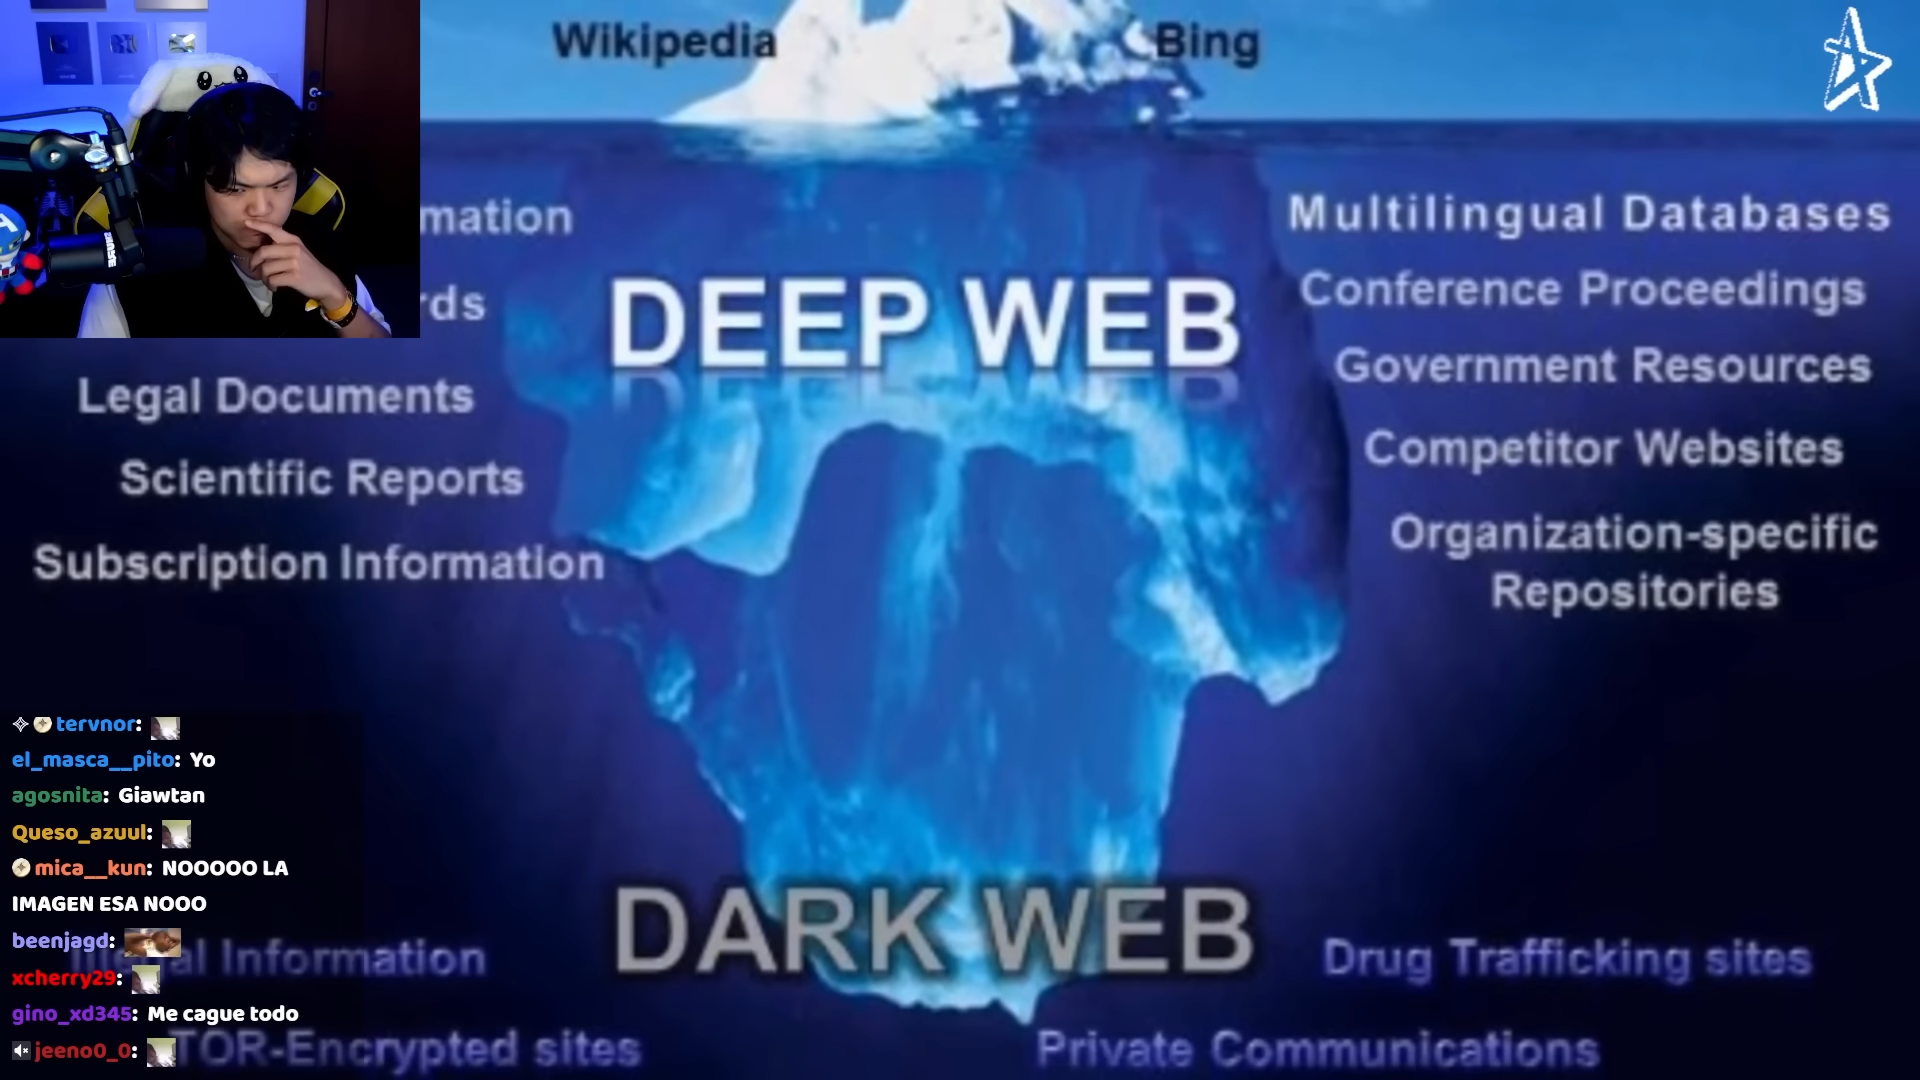 Wikipedia
Bing
mation
rds
Legal Documents
Scientific Reports
Subscription Information
DEEP WEB
Multilingual Databases
Conference Proceedings
Government Resources
Competitor Websites
Organization-specific
Repositories
tervnor:
el_masca__pito: Yo
agosnita: Giawtan
Queso_azuul:
mica__kun: NOOOOO LA
IMAGEN ESA NOOO
beenjagd:
xcherry29:
gino_xd345: Me cague todo
jeeno0_0:
DARK WEB
al Information
TOR-Encrypted sites
Drug Trafficking sites
Private Communications